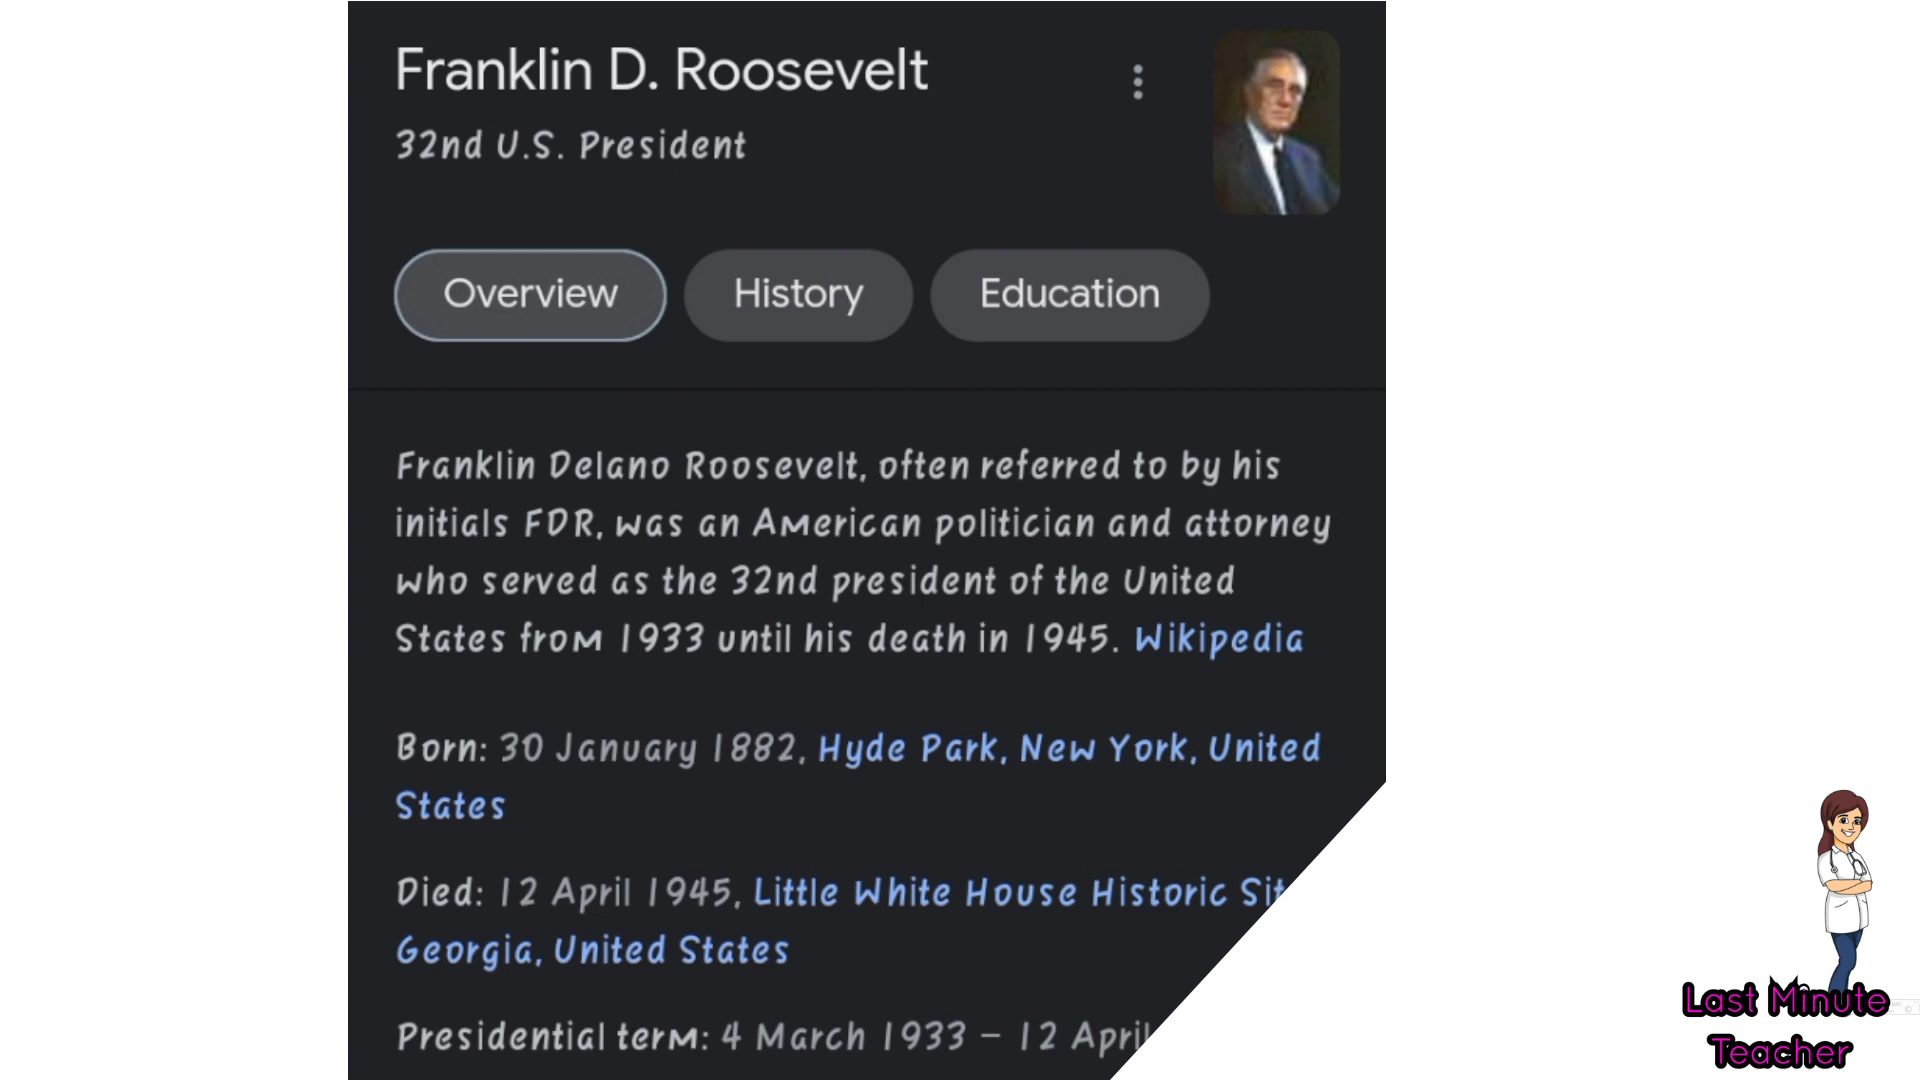 Franklin D. Roosevelt
32nd U.S. President
Overview
History
Education
Franklin Delano Roosevelt, often referred to by his
initials FDR, was an American politician and attorney
who served as the 32nd president of the United
States from 1933 until his death in 1945. Wikipedia
Born: 30 January 1882, Hyde Park, New York, United
States
Died: 12 April 1945, Little White House Historic Sit
Georgia, United States
Presidential term: 4 March 1933 – 12 April
Last Minute
Teacher